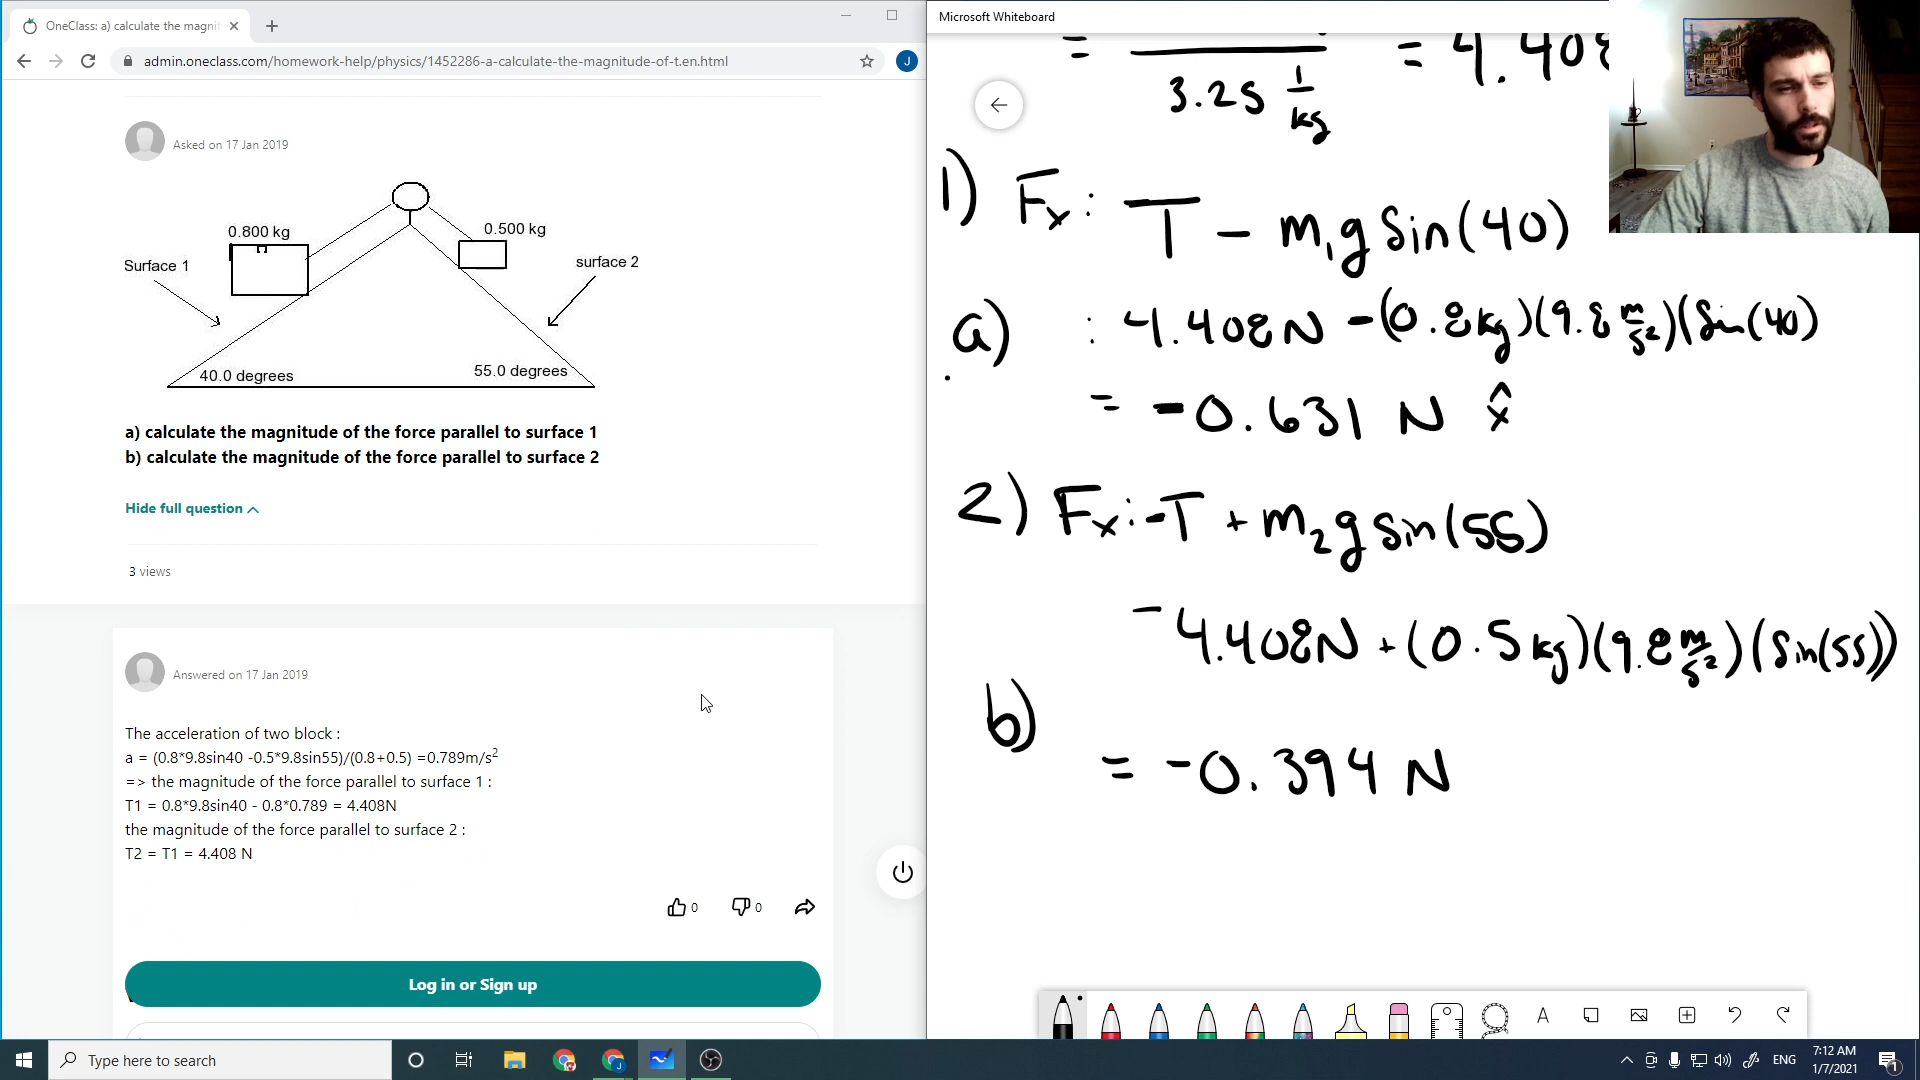 OneClass: a) calculate the magnit
admin.oneclass.com/homework-help/physics/1452286-a-calculate-the-magnitude-of-t.en.html
J
Asked on 17 Jan 2019
0.800 kg
0.500 kg
Surface 1
surface 2
40.0 degrees
55.0 degrees
a) calculate the magnitude of the force parallel to surface 1
b) calculate the magnitude of the force parallel to surface 2
Hide full question
3 views
Answered on 17 Jan 2019
The acceleration of two block :
a = (0.8*9.8sin40 -0.5*9.8sin55)/(0.8+0.5) =0.789m/s²
=> the magnitude of the force parallel to surface 1 :
T1 = 0.8*9.8sin40 - 0.8*0.789 = 4.408N
the magnitude of the force parallel to surface 2 :
T2 = T1 = 4.408 N
0
0
Log in or Sign up
Microsoft Whiteboard
= = 4.408
3.25 1/kg
1) Fx: T - m₁g sin(40)
a) : 4.408N -(0.8kg)(9.8 m/s²)(sin(40)
= -0.631 N x̂
2) Fx: -T + m₂g sin(55)
-4.408N + (0.5kg)(9.8 m/s²)(sin(55))
b)
= -0.394 N
A
Type here to search
ENG
7:12 AM
1/7/2021
1